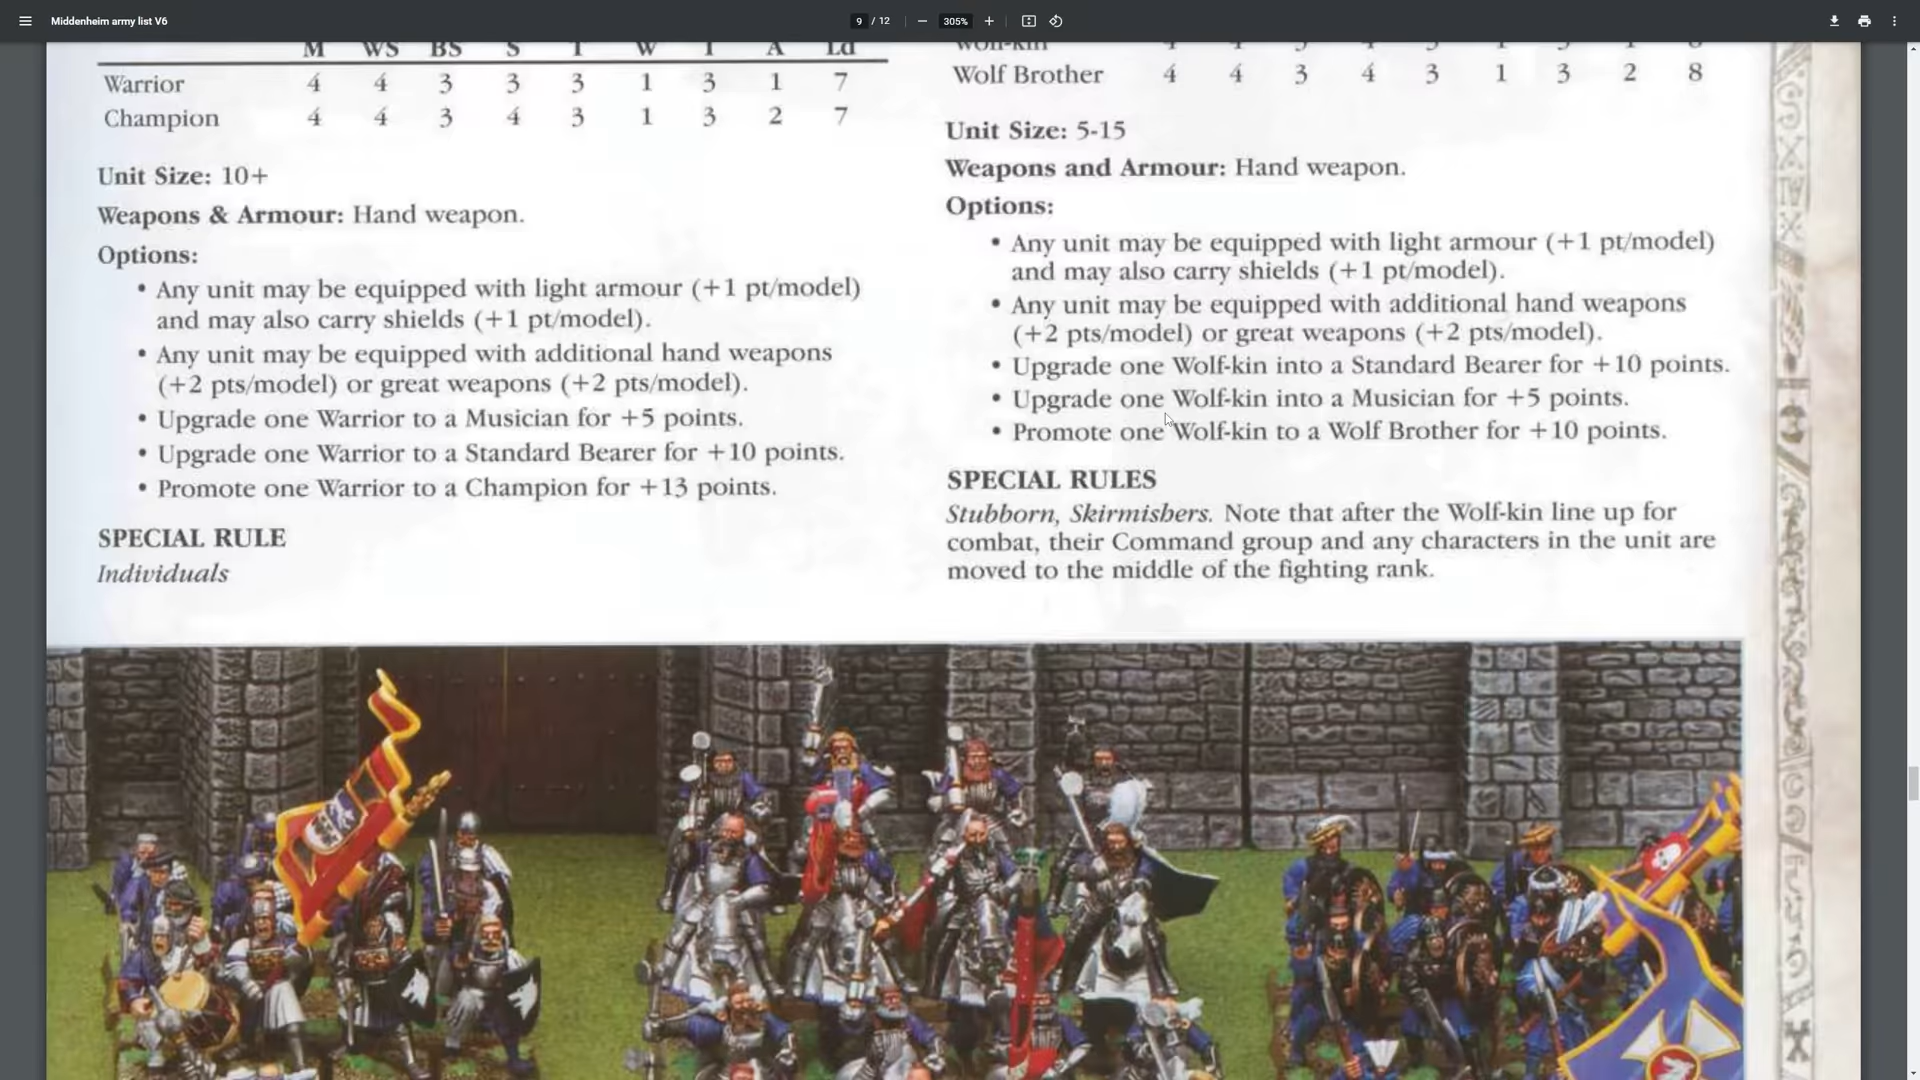 Middenheim army list V6
9 / 12
305%
M WS BS S T W I A Ld
Warrior 4 4 3 3 3 1 3 1 7
Champion 4 4 3 4 3 1 3 2 7
Unit Size: 10+
Weapons & Armour: Hand weapon.
Options:
• Any unit may be equipped with light armour (+1 pt/model)
and may also carry shields (+1 pt/model).
• Any unit may be equipped with additional hand weapons
(+2 pts/model) or great weapons (+2 pts/model).
• Upgrade one Warrior to a Musician for +5 points.
• Upgrade one Warrior to a Standard Bearer for +10 points.
• Promote one Warrior to a Champion for +13 points.
SPECIAL RULE
Individuals
Wolf-kin
Wolf Brother 4 4 3 4 3 1 3 2 8
Unit Size: 5-15
Weapons and Armour: Hand weapon.
Options:
• Any unit may be equipped with light armour (+1 pt/model)
and may also carry shields (+1 pt/model).
• Any unit may be equipped with additional hand weapons
(+2 pts/model) or great weapons (+2 pts/model).
• Upgrade one Wolf-kin into a Standard Bearer for +10 points.
• Upgrade one Wolf-kin into a Musician for +5 points.
• Promote one Wolf-kin to a Wolf Brother for +10 points.
SPECIAL RULES
Stubborn, Skirmishers. Note that after the Wolf-kin line up for
combat, their Command group and any characters in the unit are
moved to the middle of the fighting rank.